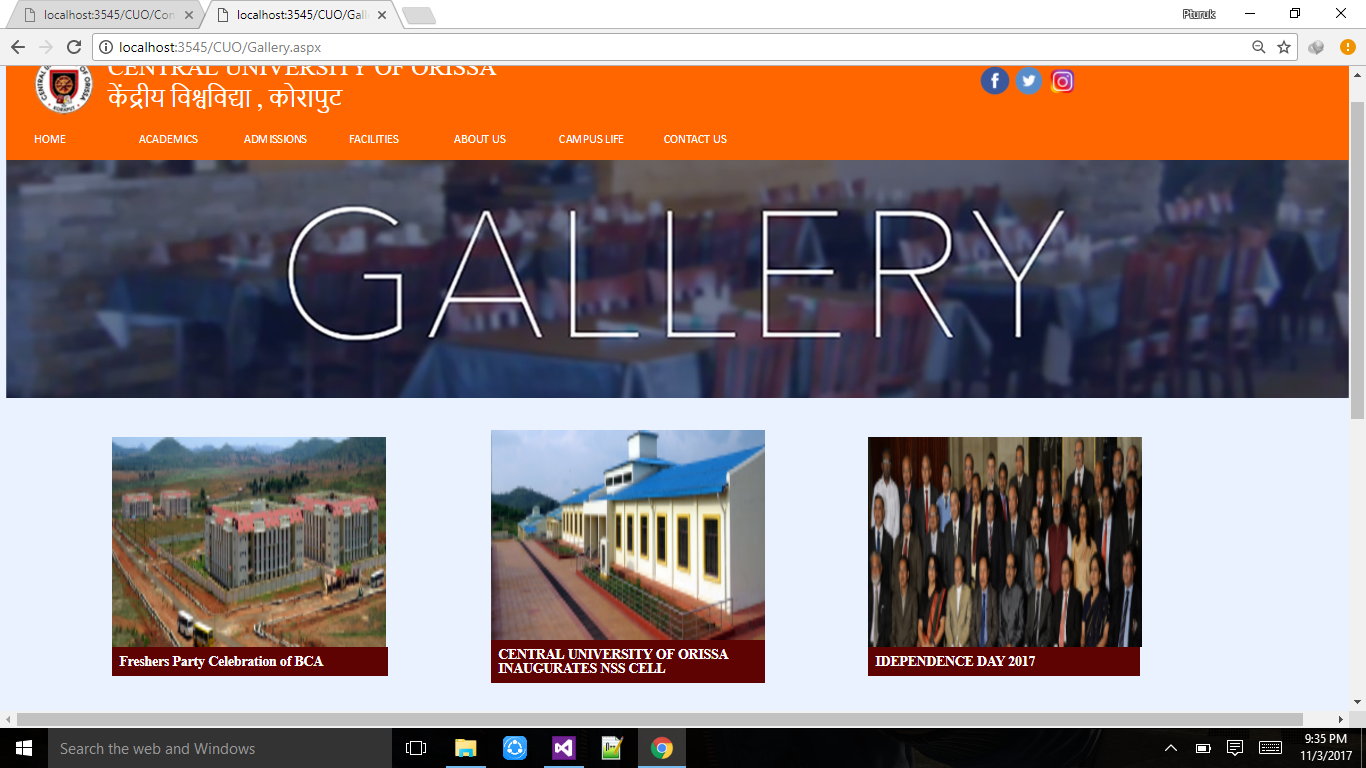 localhost:3545/CUO/Con
localhost:3545/CUO/Gall
Pturuk
localhost:3545/CUO/Gallery.aspx
CENTRAL UNIVERSITY OF ORISSA
केंद्रीय विश्वविद्या , कोरापुट
HOME ACADEMICS ADMISSIONS FACILITIES ABOUT US CAMPUS LIFE CONTACT US
GALLERY
Freshers Party Celebration of BCA
CENTRAL UNIVERSITY OF ORISSA
INAUGURATES NSS CELL
IDEPENDENCE DAY 2017
Search the web and Windows
9:35 PM
11/3/2017